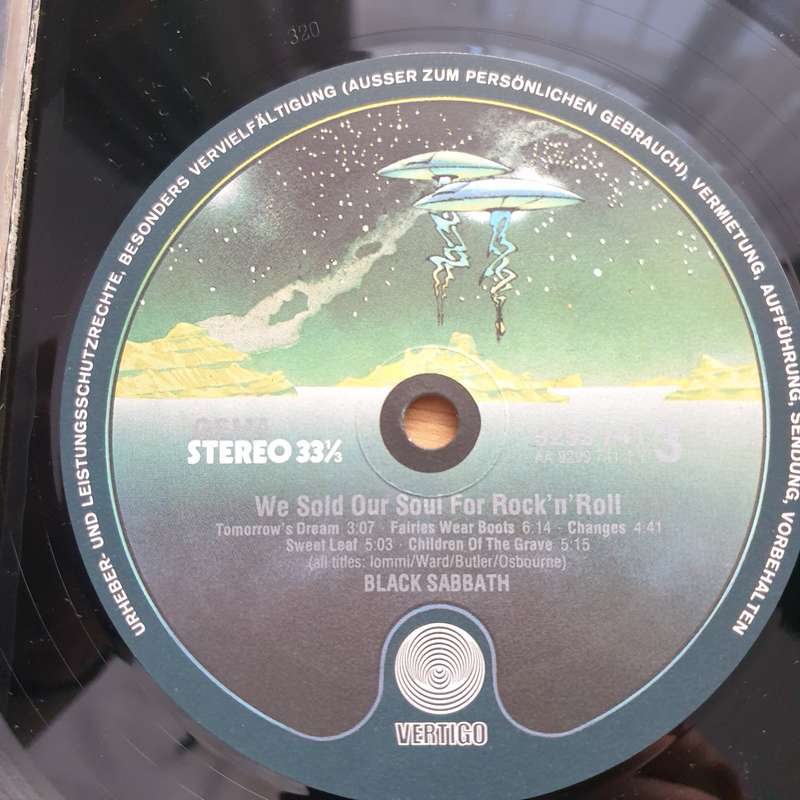 320
URHEBER- UND LEISTUNGSSCHUTZRECHTE, BESONDERS VERVIELFÄLTIGUNG (AUSSER ZUM PERSÖNLICHEN GEBRAUCH), VERMIETUNG, AUFFÜHRUNG, SENDUNG, VORBEHALTEN
STEREO 33⅓
3
We Sold Our Soul For Rock'n'Roll
Tomorrow's Dream 3:07 · Fairies Wear Boots 6:14 · Changes 4:41
Sweet Leaf 5:03 · Children Of The Grave 5:15
(all titles: Iommi/Ward/Butler/Osbourne)
BLACK SABBATH
VERTIGO